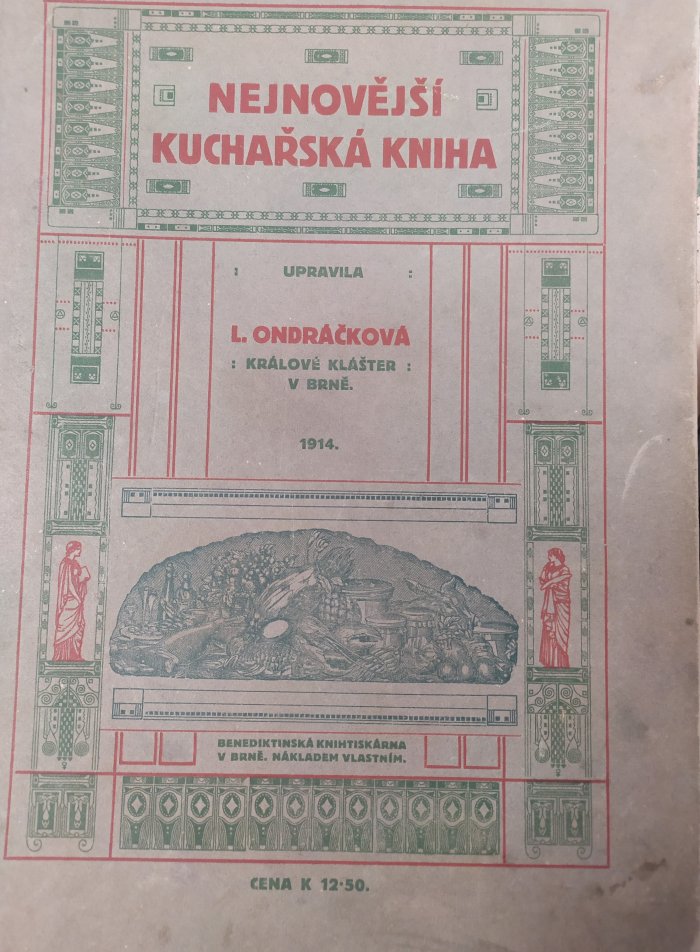 NEJNOVĚJŠÍ
KUCHAŘSKÁ KNIHA
: UPRAVILA :
L. ONDRÁČKOVÁ
: KRÁLOVÉ KLÁŠTER :
V BRNĚ.
1914.
BENEDIKTINSKÁ KNIHTISKÁRNA
V BRNĚ. NÁKLADEM VLASTNÍM.
CENA K 12·50.